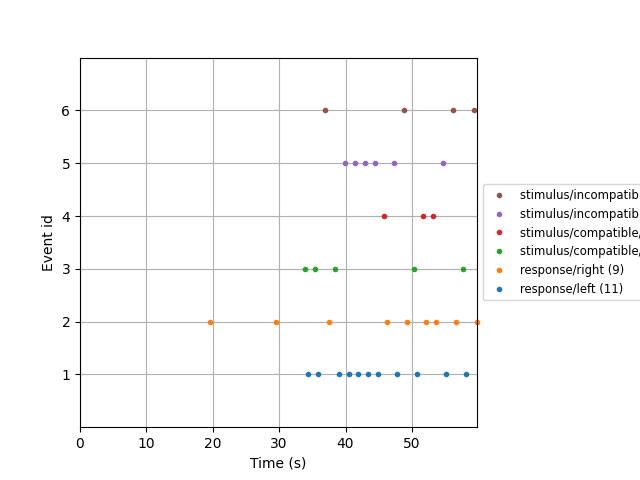 6
5
4
3
2
1
Event id
0 10 20 30 40 50
Time (s)
stimulus/incompatib
stimulus/incompatib
stimulus/compatible,
stimulus/compatible,
response/right (9)
response/left (11)